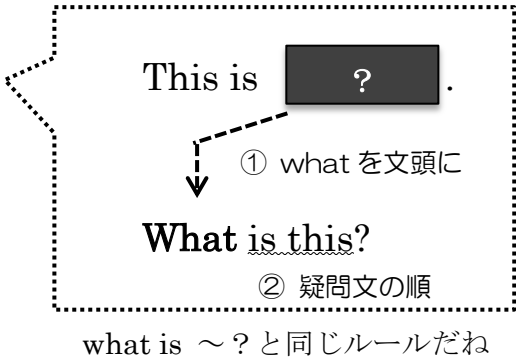 This is ？ .
① what を文頭に
What is this?
② 疑問文の順
what is ～？と同じルールだね